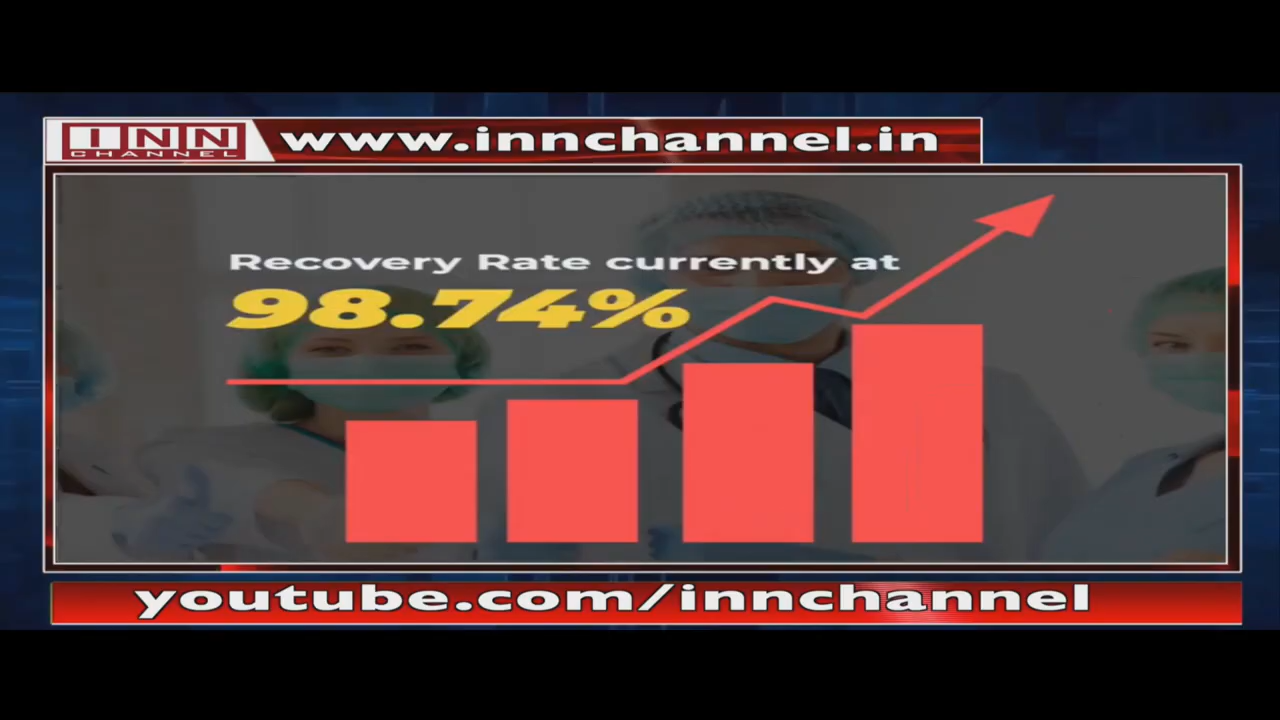 INN
CHANNEL
www.innchannel.in
Recovery Rate currently at
98.74%
youtube.com/innchannel